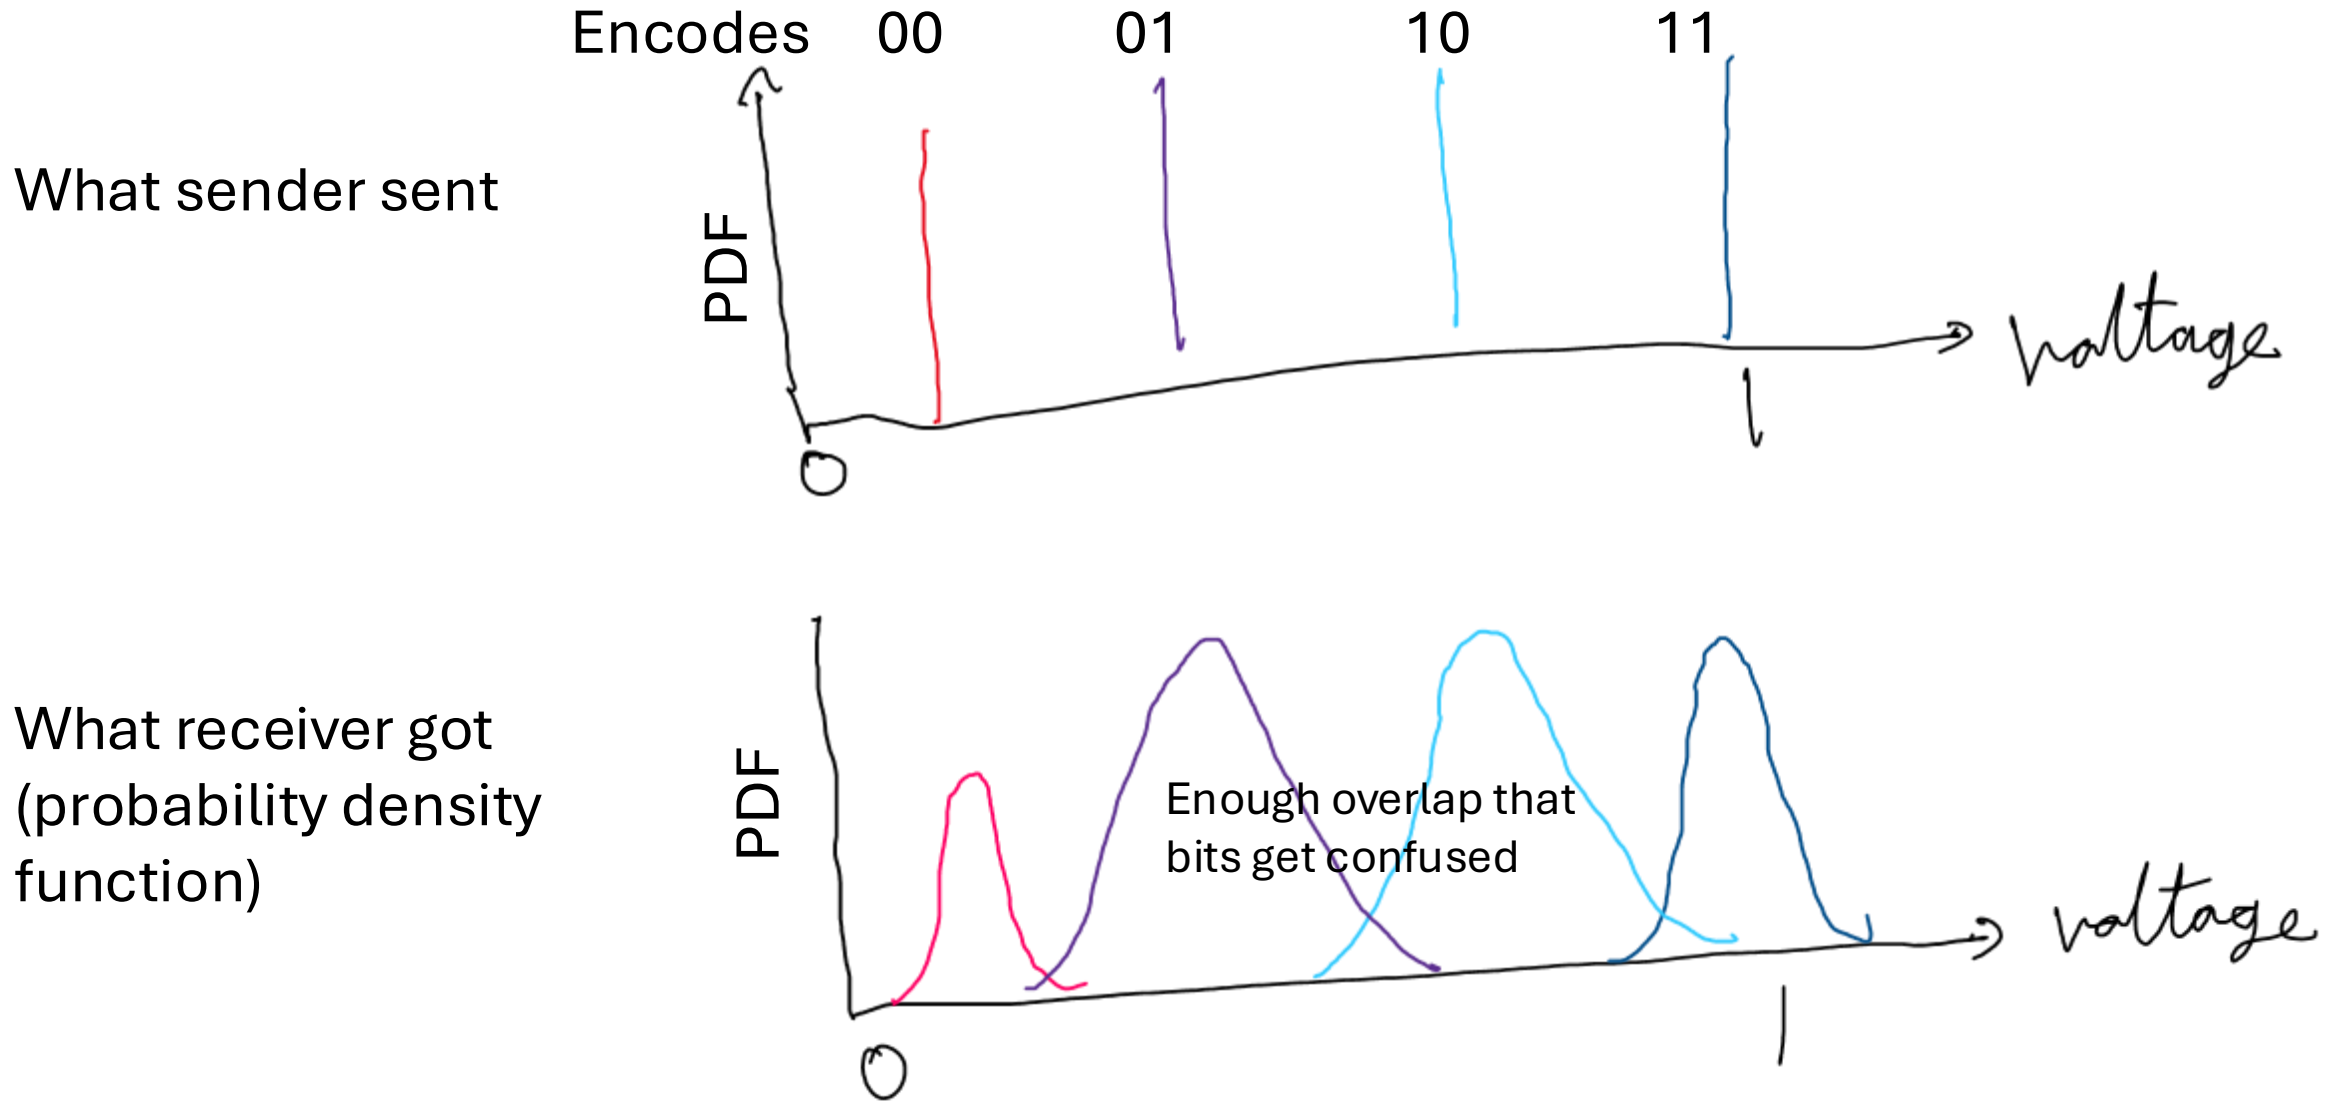 Encodes 00 01 10 11
What sender sent
PDF
voltage
0
1
What receiver got
(probability density
function)
PDF
Enough overlap that
bits get confused
voltage
0
1